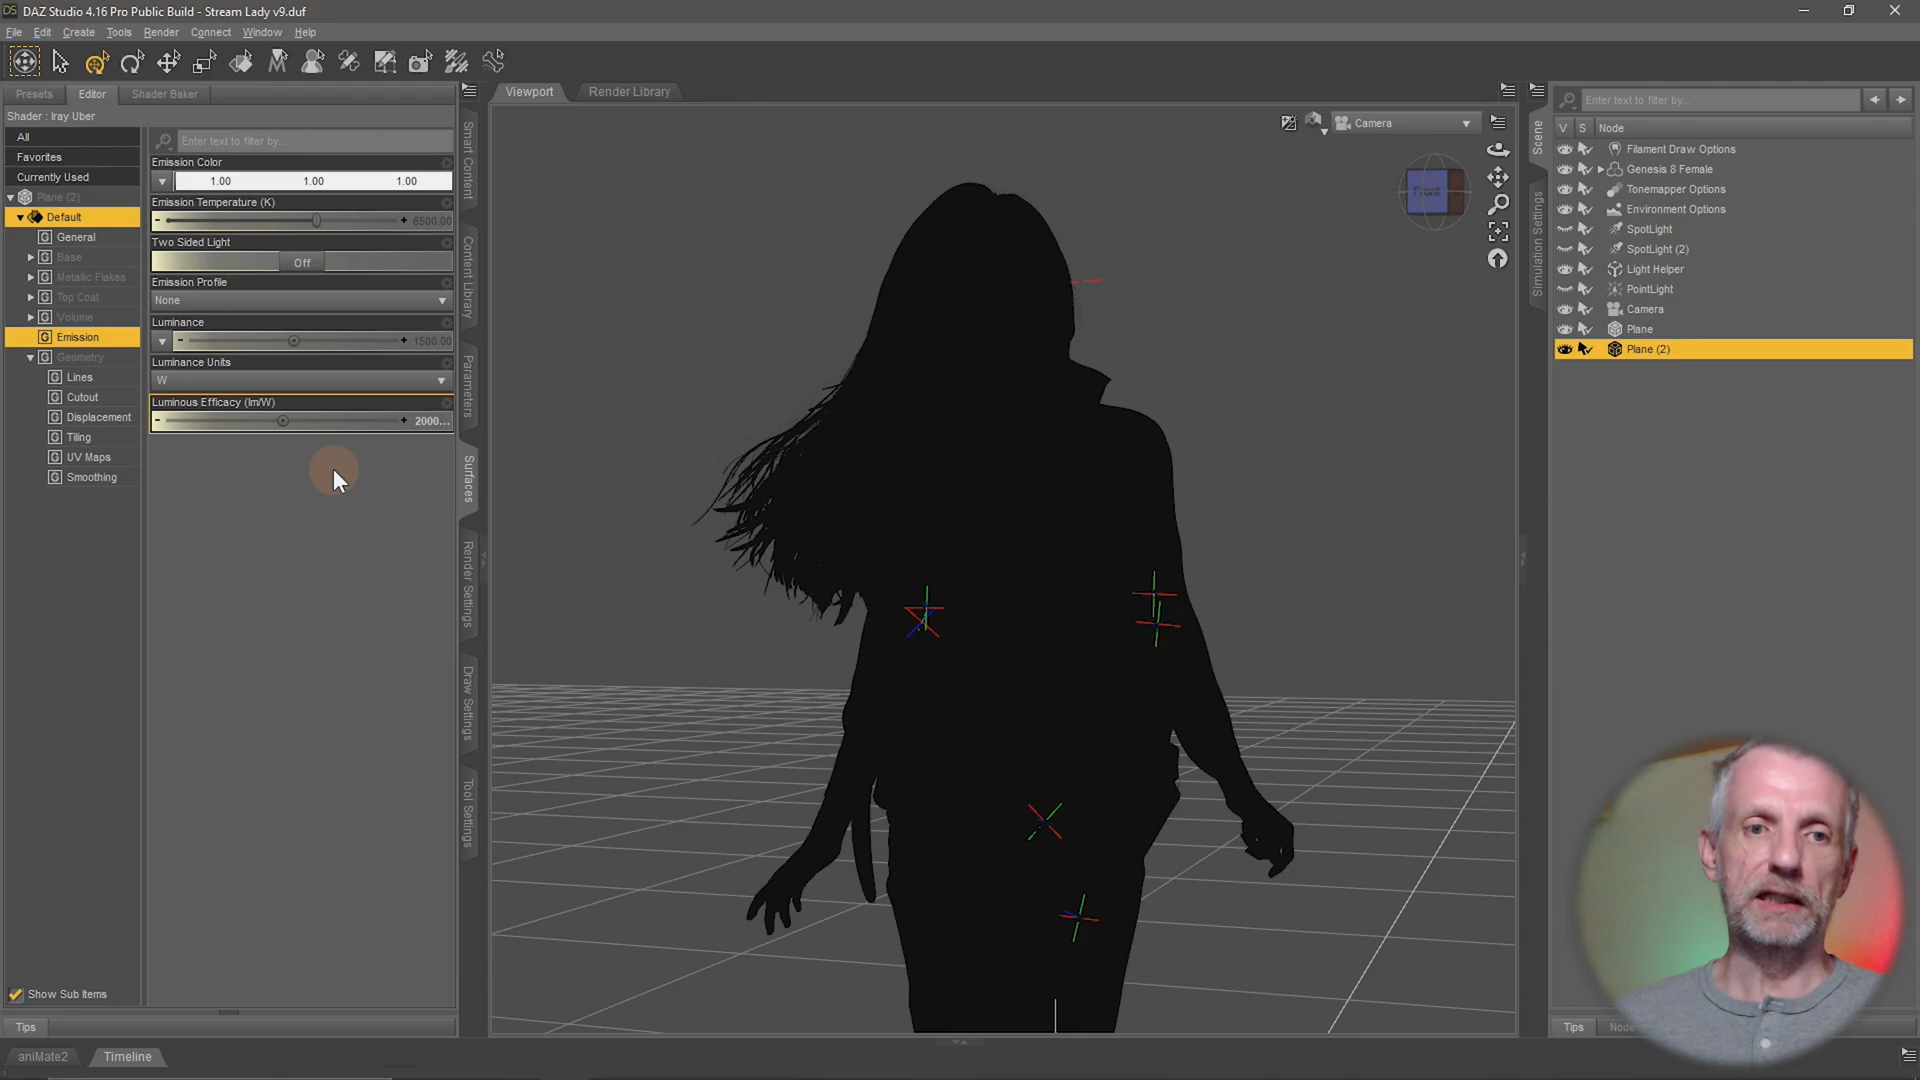 DAZ Studio 4.16 Pro Public Build - Stream Lady v9.duf
File Edit Create Tools Render Connect Window Help
Presets Editor Shader Baker
Shader : Iray Uber
All
Favorites
Currently Used
Plane (2)
Default
General
Base
Metallic Flakes
Top Coat
Volume
Emission
Geometry
Lines
Cutout
Displacement
Tiling
UV Maps
Smoothing
Show Sub Items
Tips
Enter text to filter by...
Emission Color
1.00 1.00 1.00
Emission Temperature (K)
6500.00
Two Sided Light
Off
Emission Profile
None
Luminance
1500.00
Luminance Units
W
Luminous Efficacy (lm/W)
2000...
Smart Content
Content Library
Parameters
Surfaces
Render Settings
Draw Settings
Tool Settings
Viewport Render Library
Camera
Front
Scene
Simulation Settings
Enter text to filter by...
V S Node
Filament Draw Options
Genesis 8 Female
Tonemapper Options
Environment Options
SpotLight
SpotLight (2)
Light Helper
PointLight
Camera
Plane
Plane (2)
Tips Node
aniMate2 Timeline